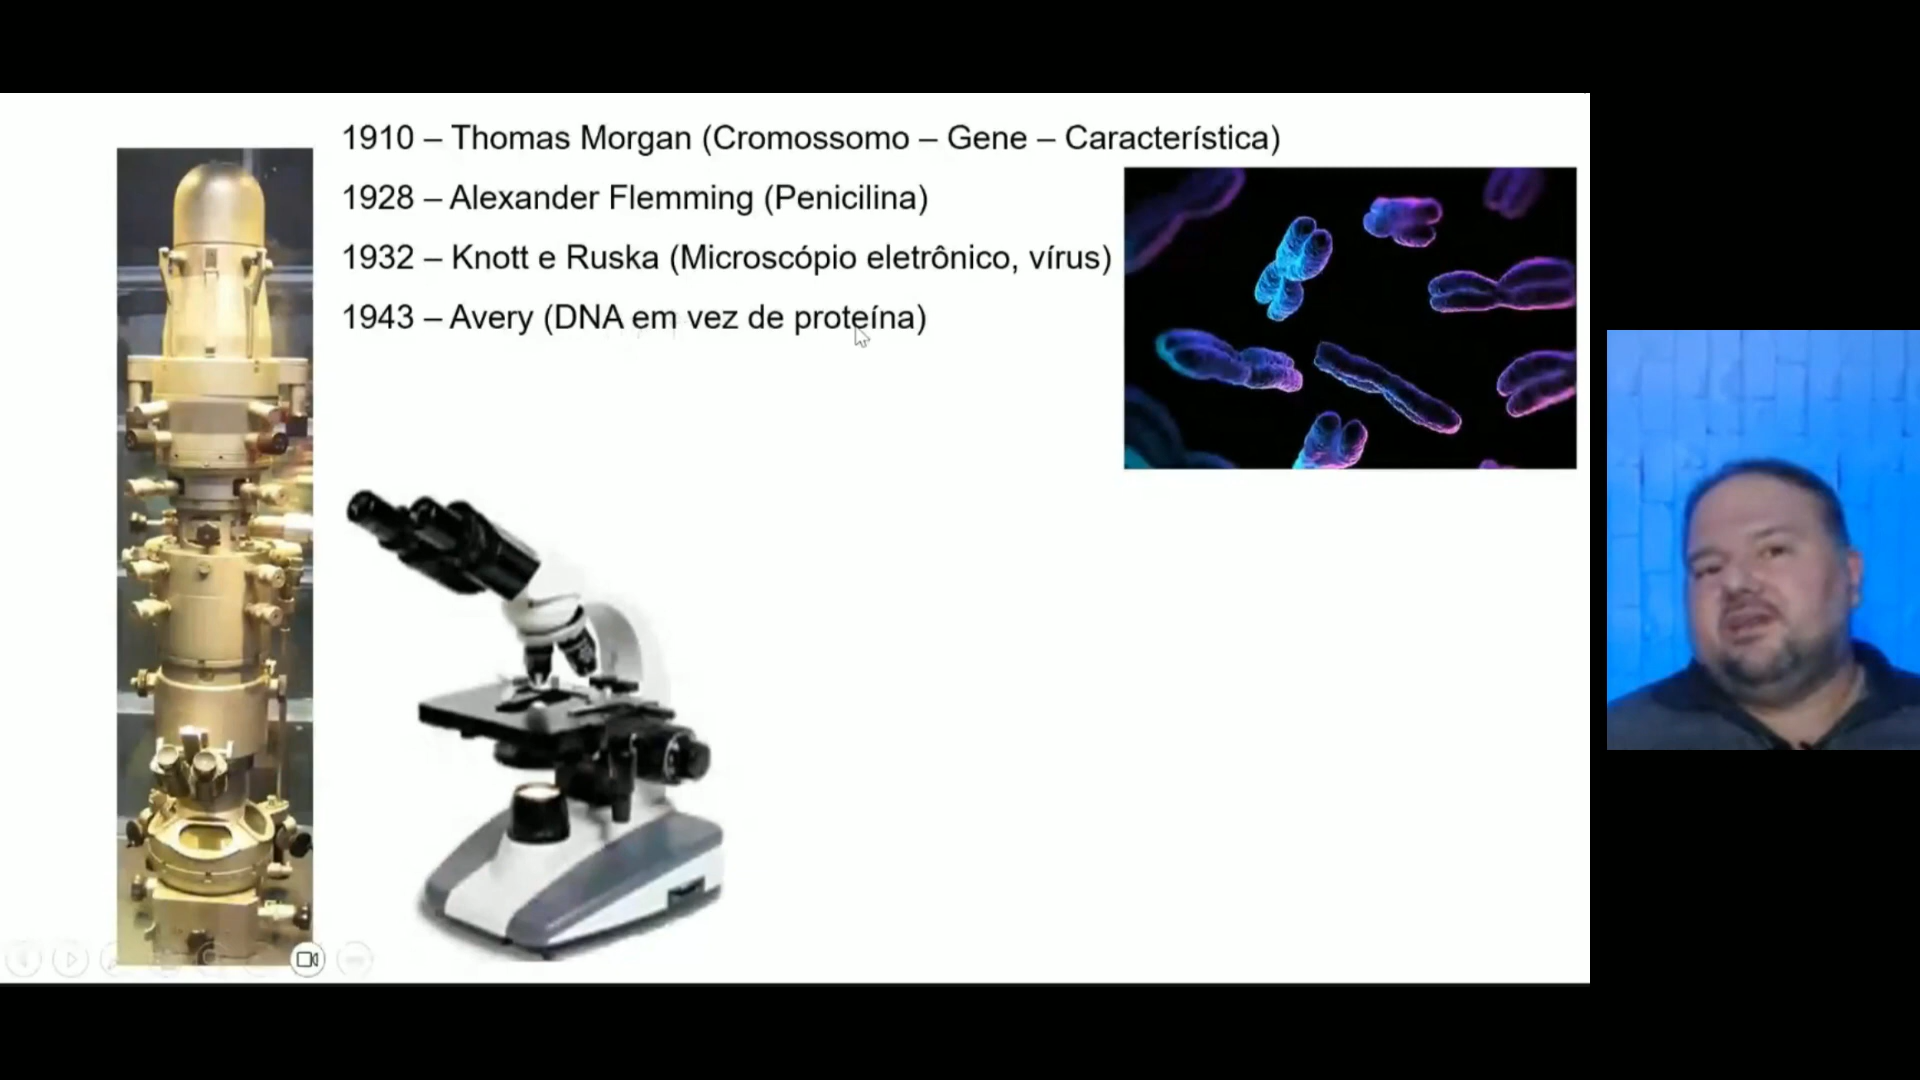 1910 – Thomas Morgan (Cromossomo – Gene – Característica)
1928 – Alexander Flemming (Penicilina)
1932 – Knott e Ruska (Microscópio eletrônico, vírus)
1943 – Avery (DNA em vez de proteína)